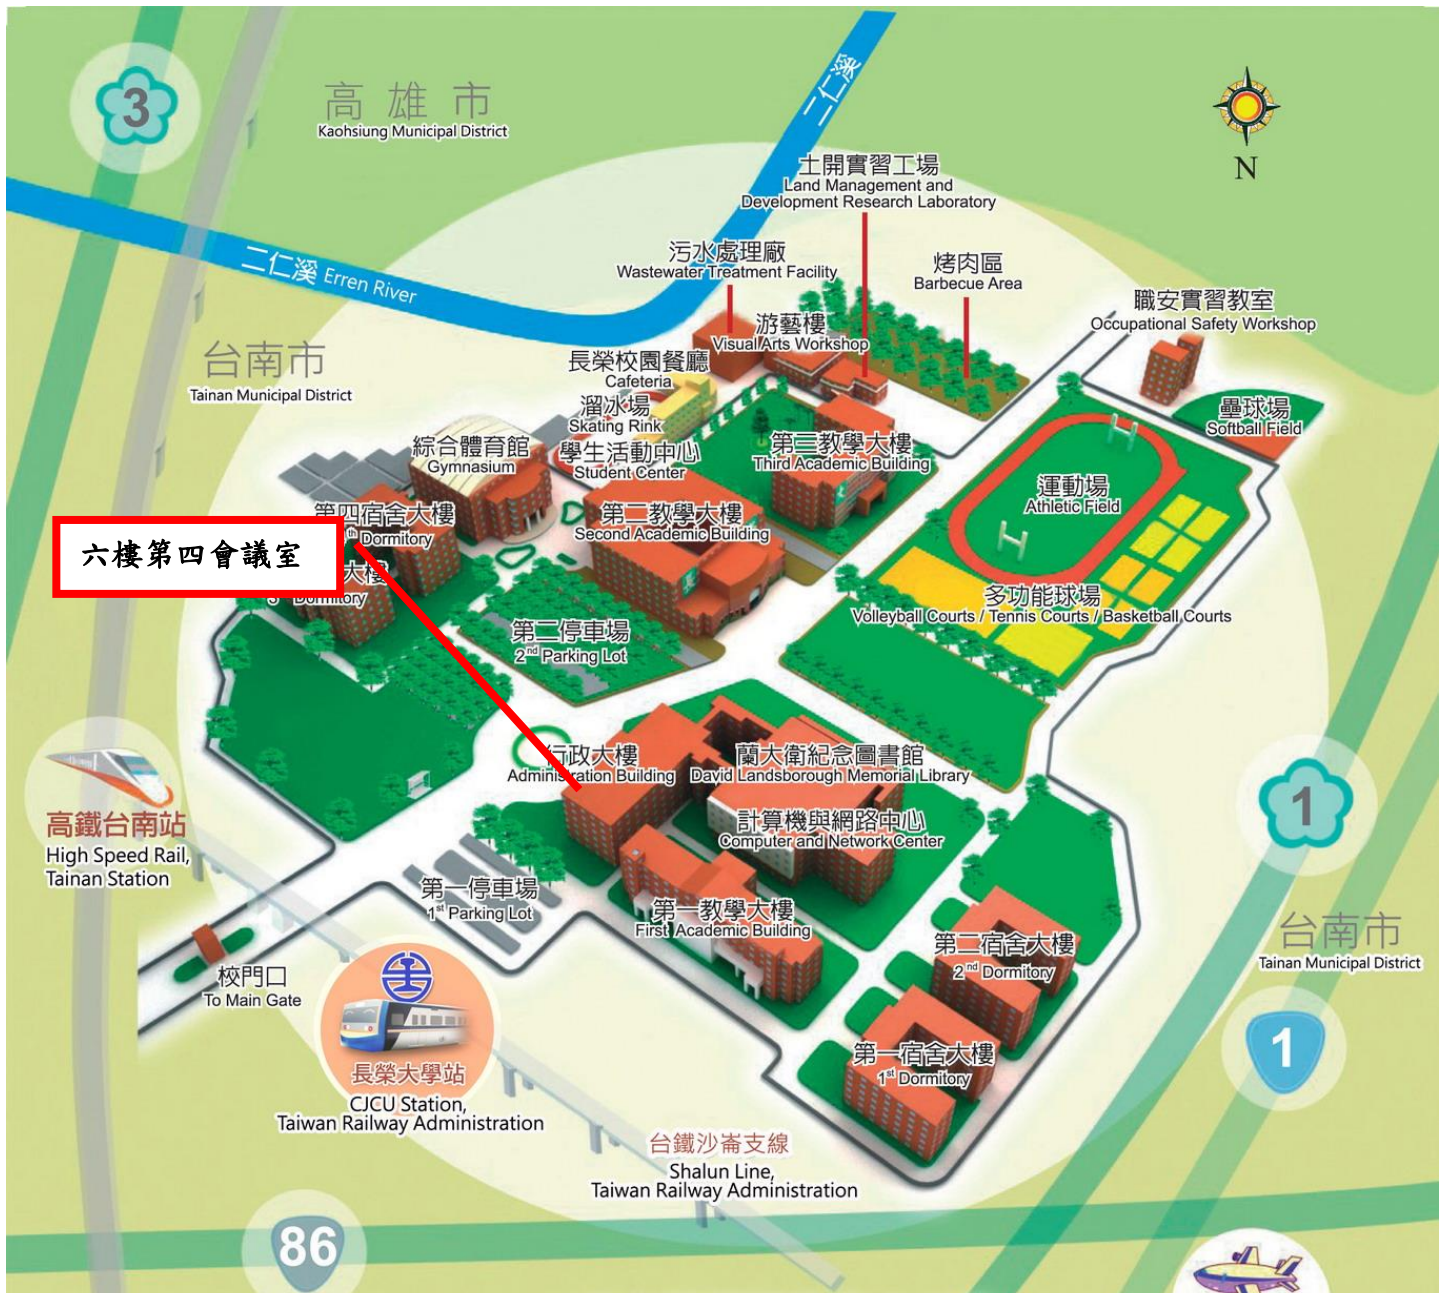 3
高雄市
Kaohsiung Municipal District
二仁溪
N
土開實習工場
Land Management and
Development Research Laboratory
污水處理廠
Wastewater Treatment Facility
烤肉區
Barbecue Area
二仁溪 Erren River
職安實習教室
Occupational Safety Workshop
游藝樓
Visual Arts Workshop
台南市
Tainan Municipal District
長榮校園餐廳
Cafeteria
溜冰場
Skating Rink
壘球場
Softball Field
綜合體育館
Gymnasium
學生活動中心
Student Center
第三教學大樓
Third Academic Building
運動場
Athletic Field
第四宿舍大樓
th Dormitory
第二教學大樓
Second Academic Building
六樓第四會議室
大樓
Dormitory
多功能球場
Volleyball Courts / Tennis Courts / Basketball Courts
第二停車場
2nd Parking Lot
行政大樓
Administration Building
蘭大衛紀念圖書館
David Landsborough Memorial Library
高鐵台南站
High Speed Rail,
Tainan Station
計算機與網路中心
Computer and Network Center
1
第一停車場
1st Parking Lot
第一教學大樓
First Academic Building
第二宿舍大樓
2nd Dormitory
台南市
Tainan Municipal District
校門口
To Main Gate
第一宿舍大樓
1st Dormitory
1
長榮大學站
CJCU Station,
Taiwan Railway Administration
台鐵沙崙支線
Shalun Line,
Taiwan Railway Administration
86